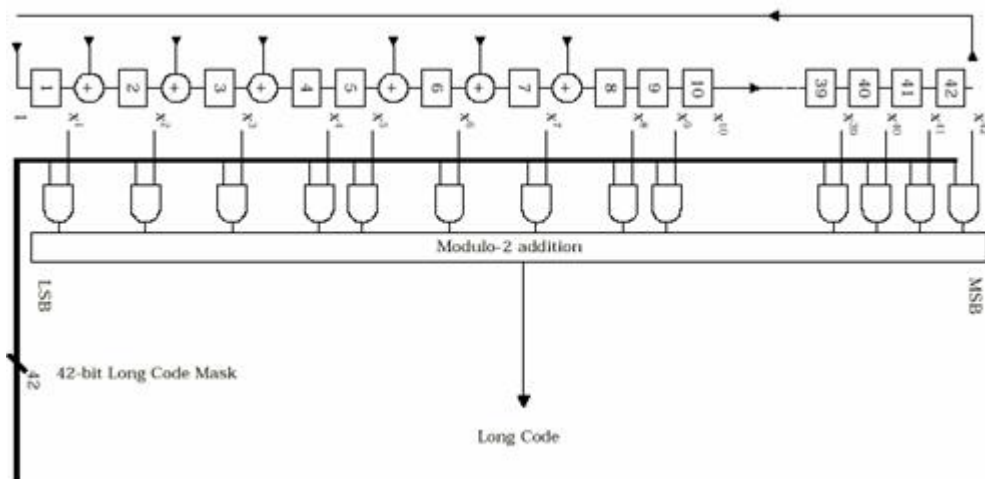 1 + 2 + 3 + 4 5 + 6 + 7 + 8 9 10 39 40 41 42
1 x¹ x² x³ x⁴ x⁵ x⁶ x⁷ x⁸ x⁹ x¹⁰ x³⁹ x⁴⁰ x⁴¹ x⁴²
Modulo-2 addition
LSB MSB
42 42-bit Long Code Mask
Long Code